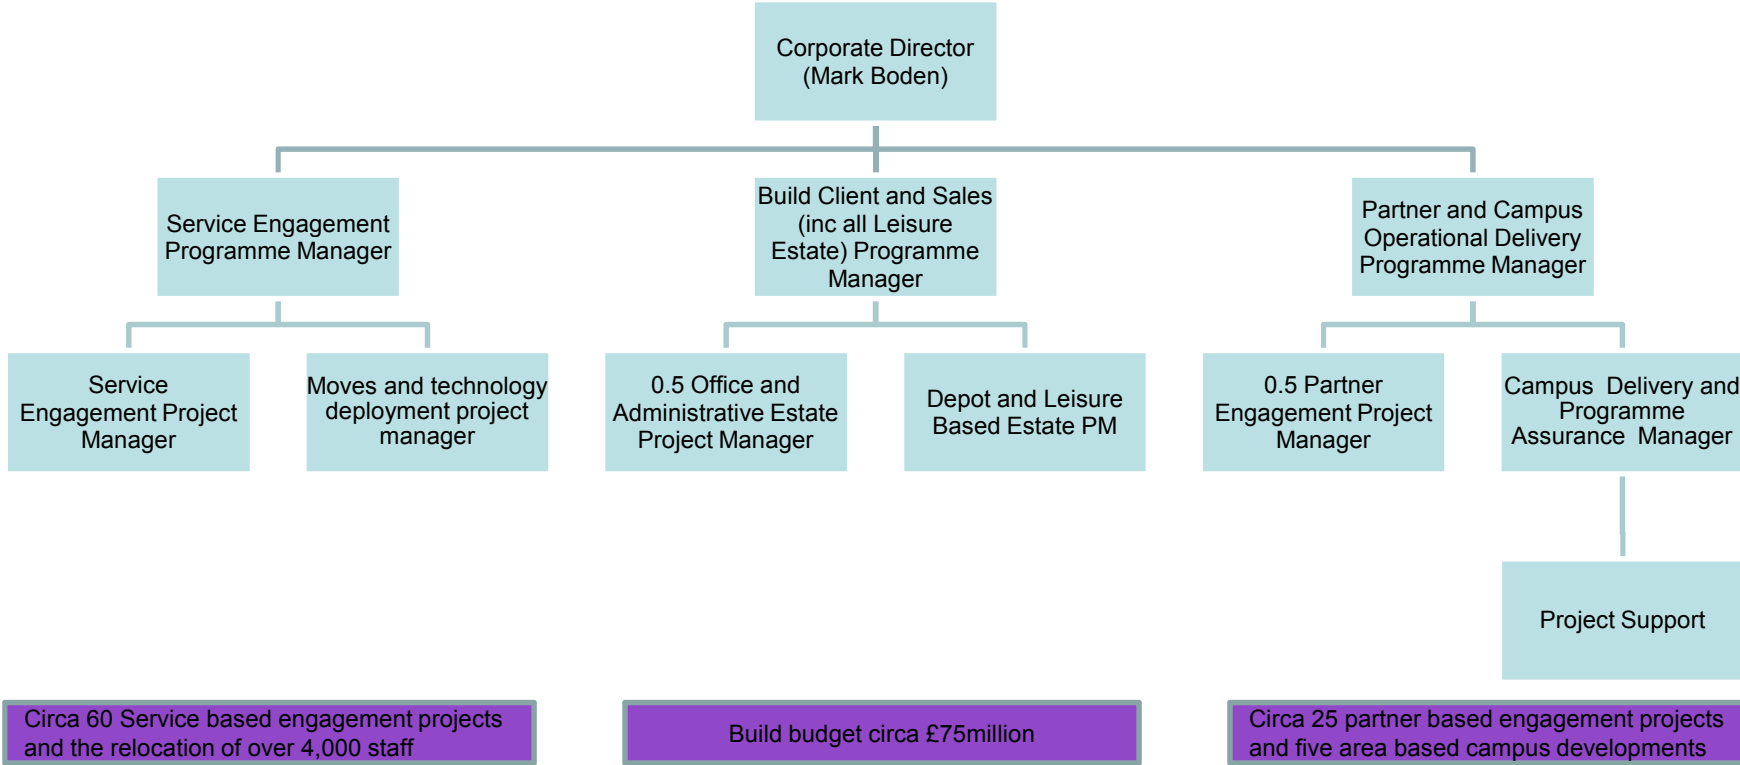 Corporate Director
(Mark Boden)
Service Engagement
Programme Manager
Build Client and Sales
(inc all Leisure
Estate) Programme
Manager
Partner and Campus
Operational Delivery
Programme Manager
Service
Engagement Project
Manager
Moves and technology
deployment project
manager
0.5 Office and
Administrative Estate
Project Manager
Depot and Leisure
Based Estate PM
0.5 Partner
Engagement Project
Manager
Campus Delivery and
Programme
Assurance Manager
Project Support
Circa 60 Service based engagement projects
and the relocation of over 4,000 staff
Build budget circa £75million
Circa 25 partner based engagement projects
and five area based campus developments